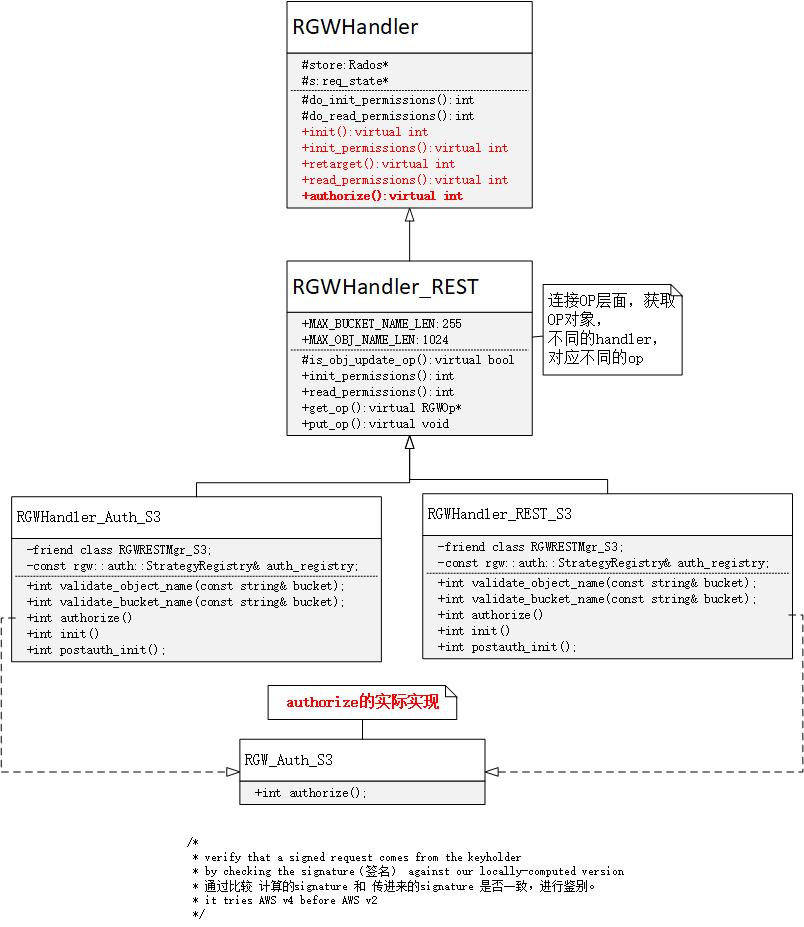 RGWHandler
#store:Rados*
#s:req_state*
#do_init_permissions():int
#do_read_permissions():int
+init():virtual int
+init_permissions():virtual int
+retarget():virtual int
+read_permissions():virtual int
+authorize():virtual int
RGWHandler_REST
+MAX_BUCKET_NAME_LEN:255
+MAX_OBJ_NAME_LEN:1024
#is_obj_update_op():virtual bool
+init_permissions():int
+read_permissions():int
+get_op():virtual RGWOp*
+put_op():virtual void
连接OP层面，获取
OP对象，
不同的handler，
对应不同的op
RGWHandler_Auth_S3
-friend class RGWRESTMgr_S3;
-const rgw::auth::StrategyRegistry& auth_registry;
+int validate_object_name(const string& bucket);
+int validate_bucket_name(const string& bucket);
+int authorize()
+int init()
+int postauth_init();
RGWHandler_REST_S3
-friend class RGWRESTMgr_S3;
-const rgw::auth::StrategyRegistry& auth_registry;
+int validate_object_name(const string& bucket);
+int validate_bucket_name(const string& bucket);
+int authorize()
+int init()
+int postauth_init();
authorize的实际实现
RGW_Auth_S3
+int authorize();
/*
* verify that a signed request comes from the keyholder
* by checking the signature(签名) against our locally-computed version
* 通过比较 计算的signature 和 传进来的signature 是否一致，进行鉴别。
* it tries AWS v4 before AWS v2
*/